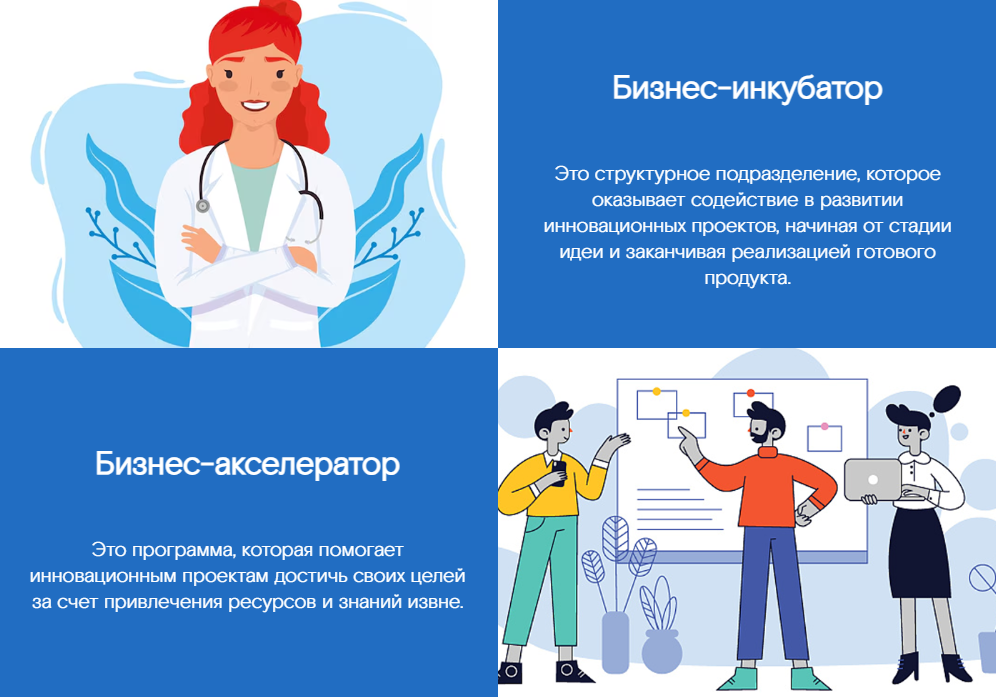 Бизнес-инкубатор
Это структурное подразделение, которое
оказывает содействие в развитии
инновационных проектов, начиная от стадии
идеи и заканчивая реализацией готового
продукта.
Бизнес-акселератор
Это программа, которая помогает
инновационным проектам достичь своих целей
за счет привлечения ресурсов и знаний извне.